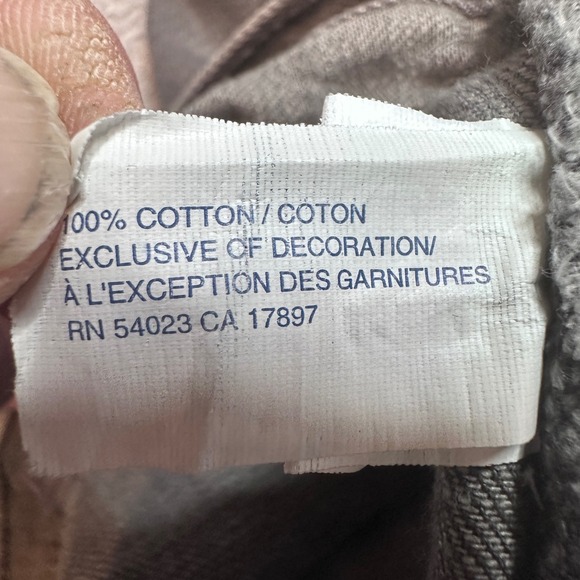 100% COTTON / COTON
EXCLUSIVE OF DECORATION/
À L'EXCEPTION DES GARNITURES
RN 54023 CA 17897